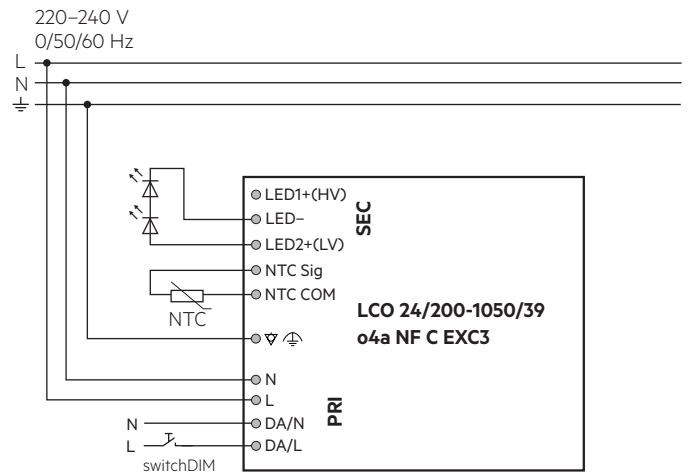 220–240 V
0/50/60 Hz
L
N
LED1+(HV)
LED–
LED2+(LV)
SEC
NTC Sig
NTC COM
NTC
LCO 24/200-1050/39
o4a NF C EXC3
N
L
PRI
N
DA/N
L
DA/L
switchDIM